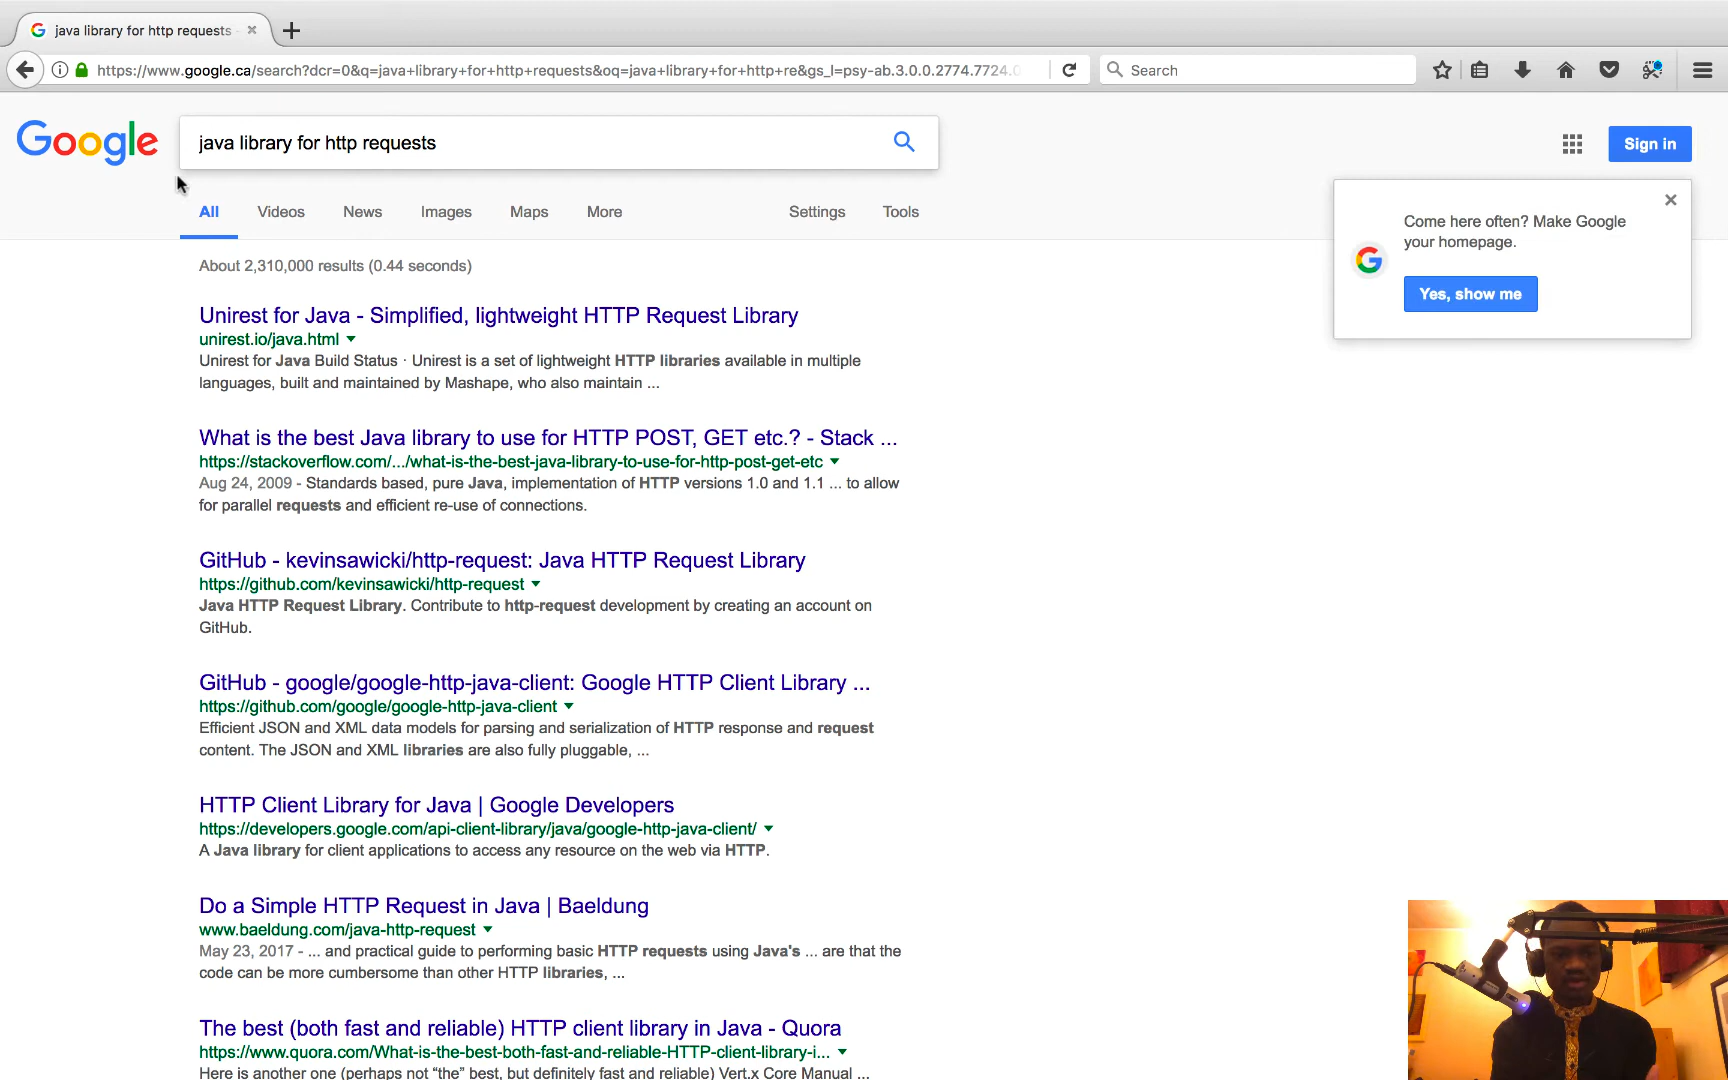 java library for http requests -
https://www.google.ca/search?dcr=0&q=java+library+for+http+requests&oq=java+library+for+http+re&gs_l=psy-ab.3.0.0.2774.7724.0
Search
Google
java library for http requests
Sign in
All Videos News Images Maps More Settings Tools
Come here often? Make Google
your homepage.
Yes, show me
About 2,310,000 results (0.44 seconds)
Unirest for Java - Simplified, lightweight HTTP Request Library
unirest.io/java.html
Unirest for Java Build Status · Unirest is a set of lightweight HTTP libraries available in multiple
languages, built and maintained by Mashape, who also maintain ...
What is the best Java library to use for HTTP POST, GET etc.? - Stack ...
https://stackoverflow.com/.../what-is-the-best-java-library-to-use-for-http-post-get-etc
Aug 24, 2009 - Standards based, pure Java, implementation of HTTP versions 1.0 and 1.1 ... to allow
for parallel requests and efficient re-use of connections.
GitHub - kevinsawicki/http-request: Java HTTP Request Library
https://github.com/kevinsawicki/http-request
Java HTTP Request Library. Contribute to http-request development by creating an account on
GitHub.
GitHub - google/google-http-java-client: Google HTTP Client Library ...
https://github.com/google/google-http-java-client
Efficient JSON and XML data models for parsing and serialization of HTTP response and request
content. The JSON and XML libraries are also fully pluggable, ...
HTTP Client Library for Java | Google Developers
https://developers.google.com/api-client-library/java/google-http-java-client/
A Java library for client applications to access any resource on the web via HTTP.
Do a Simple HTTP Request in Java | Baeldung
www.baeldung.com/java-http-request
May 23, 2017 - ... and practical guide to performing basic HTTP requests using Java's ... are that the
code can be more cumbersome than other HTTP libraries, ...
The best (both fast and reliable) HTTP client library in Java - Quora
https://www.quora.com/What-is-the-best-both-fast-and-reliable-HTTP-client-library-i...
Here is another one (perhaps not “the” best, but definitely fast and reliable) Vert.x Core Manual ...